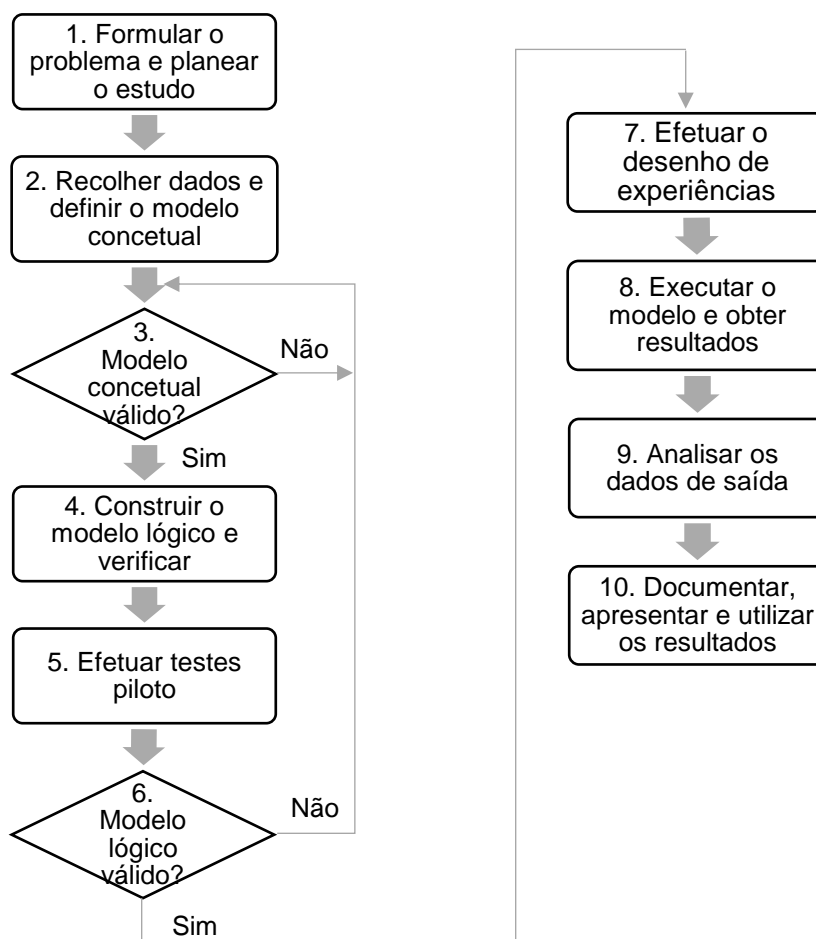 1. Formular o
problema e planear
o estudo
2. Recolher dados e
definir o modelo
concetual
3.
Modelo
concetual
válido?
Não
Sim
4. Construir o
modelo lógico e
verificar
5. Efetuar testes
piloto
6.
Modelo
lógico
válido?
Não
Sim
7. Efetuar o
desenho de
experiências
8. Executar o
modelo e obter
resultados
9. Analisar os
dados de saída
10. Documentar,
apresentar e utilizar
os resultados